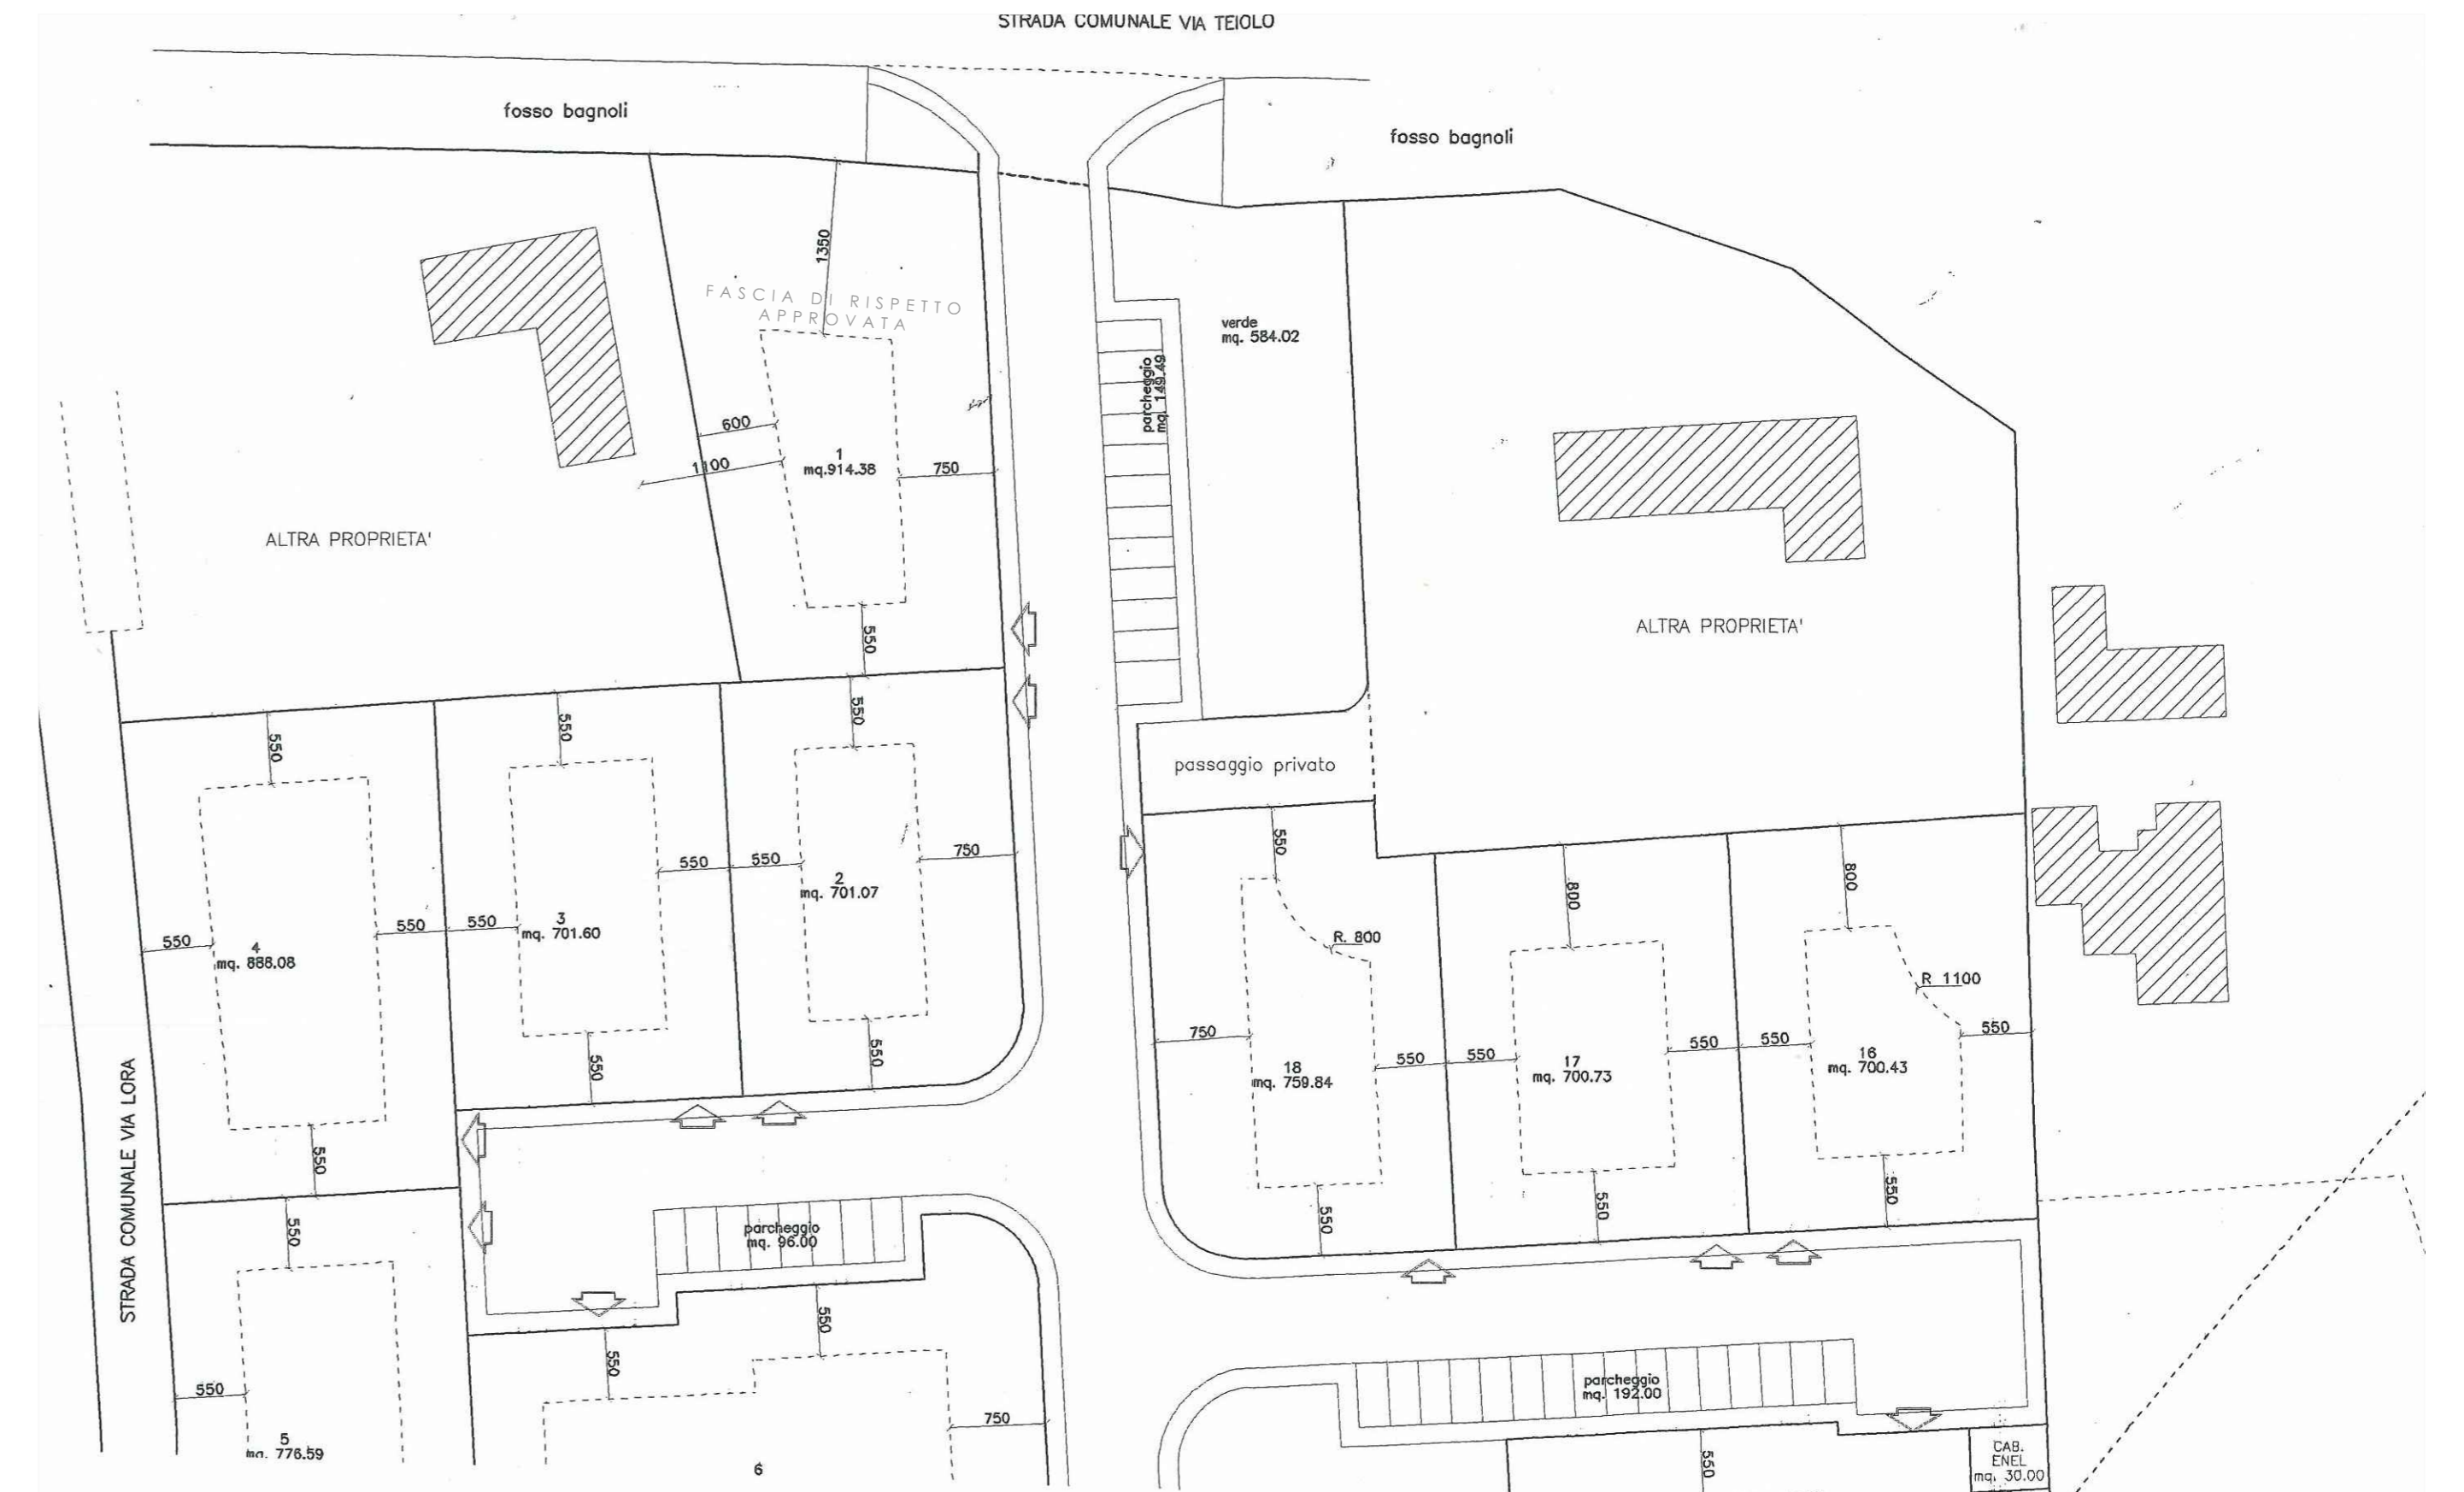 STRADA COMUNALE VIA TEIOLO
fosso bagnoli
fosso bagnoli
1350
FASCIA DI RISPETTO
APPROVATA
verde
mq. 584.02
parcheggio
mq. 149.49
600
1100
1
mq.914.38
750
ALTRA PROPRIETA'
550
ALTRA PROPRIETA'
550
550
550
passaggio privato
550
550
550
2
mq. 701.07
750
800
800
550
550
550
3
mq. 701.60
4
mq. 888.08
R. 800
R 1100
550
550
550
750
18
mq. 759.84
550
550
17
mq. 700.73
550
550
16
mq. 700.43
550
STRADA COMUNALE VIA LORA
550
550
550
550
550
parcheggio
mq. 96.00
550
550
550
5
mq. 776.59
6
750
parcheggio
mq. 192.00
550
CAB.
ENEL
mq. 30.00